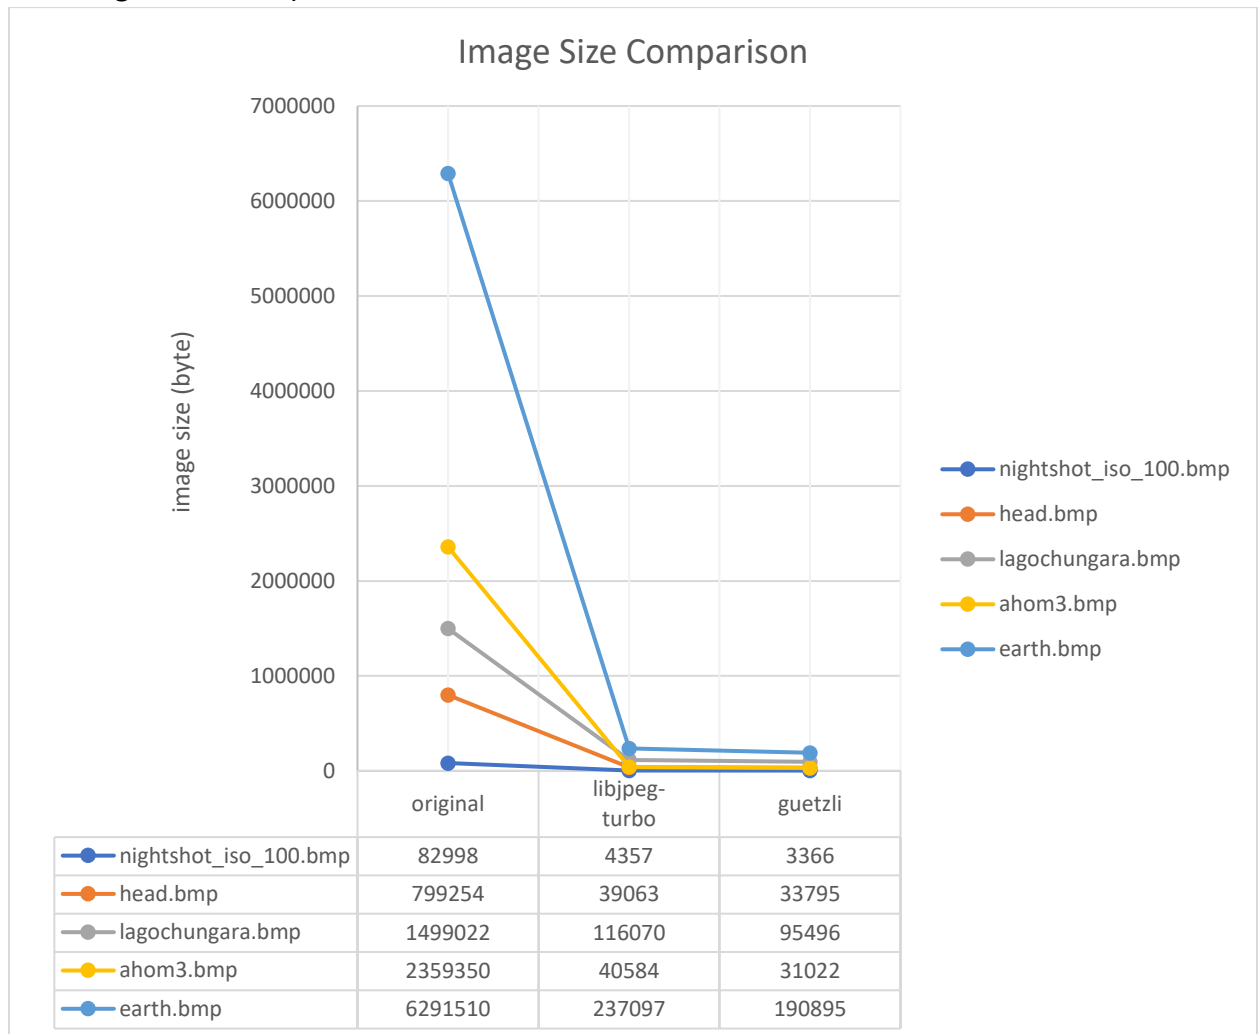 Image Size Comparison
7000000
6000000
5000000
4000000
3000000
2000000
1000000
0
image size (byte)
nightshot_iso_100.bmp
head.bmp
lagochungara.bmp
ahom3.bmp
earth.bmp
original libjpeg-turbo guetzli
nightshot_iso_100.bmp 82998 4357 3366
head.bmp 799254 39063 33795
lagochungara.bmp 1499022 116070 95496
ahom3.bmp 2359350 40584 31022
earth.bmp 6291510 237097 190895